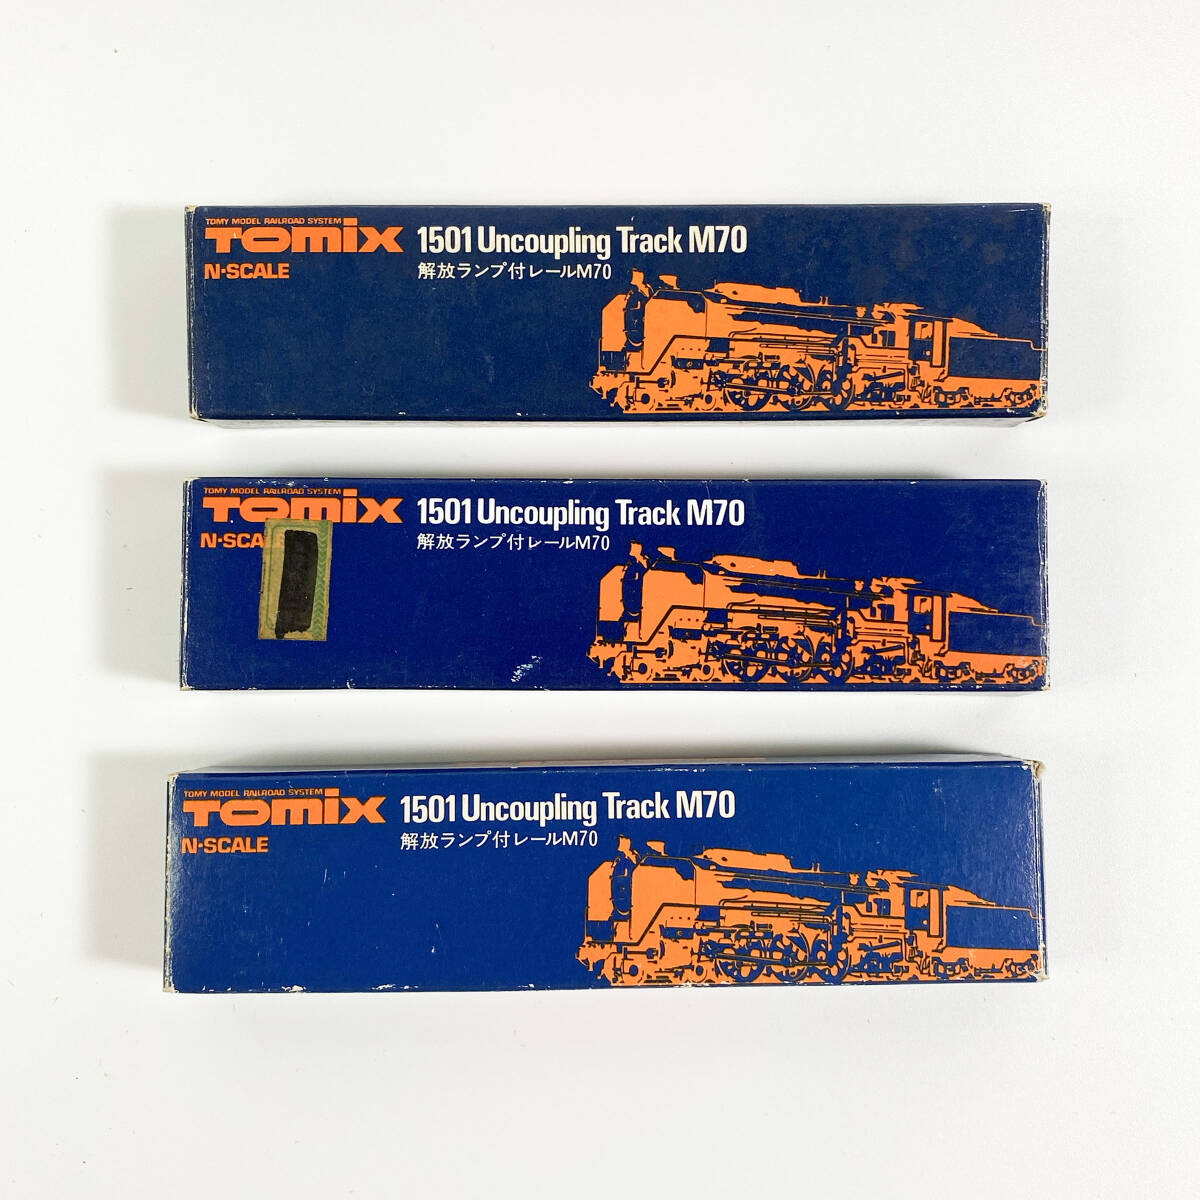 TOMY MODEL RAILROAD SYSTEM
TOMIX
N-SCALE
1501 Uncoupling Track M70
解放ランプ付レールM70
TOMY MODEL RAILROAD SYSTEM
TOMIX
N-SCA
1501 Uncoupling Track M70
解放ランプ付レールM70
TOMY MODEL RAILROAD SYSTEM
TOMIX
N-SCALE
1501 Uncoupling Track M70
解放ランプ付レールM70